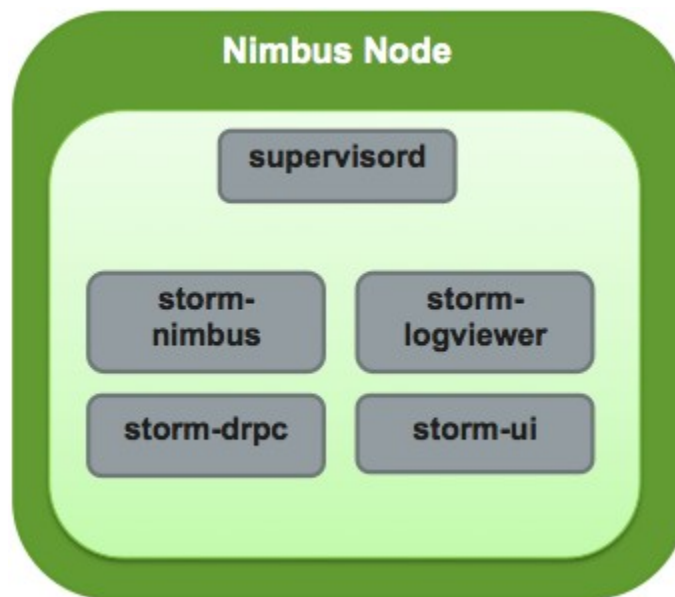 Nimbus Node
supervisord
storm-
nimbus
storm-
logviewer
storm-drpc
storm-ui